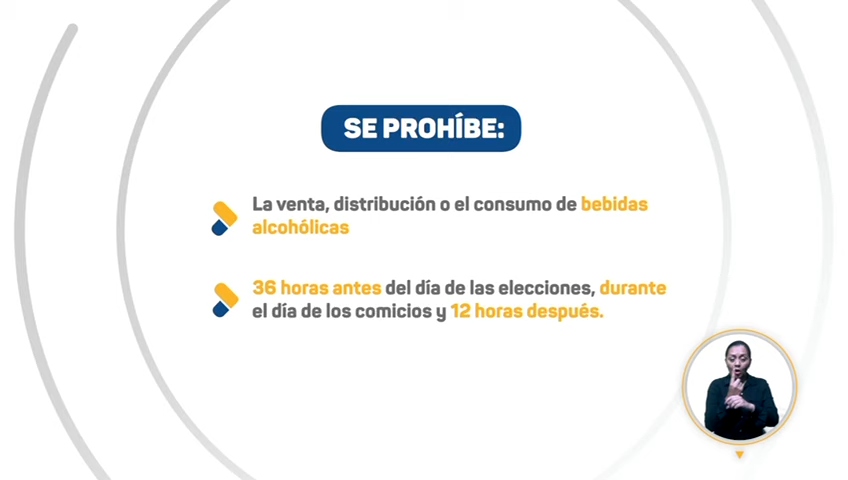 SE PROHÍBE:
La venta, distribución o el consumo de bebidas
alcohólicas
36 horas antes del día de las elecciones, durante
el día de los comicios y 12 horas después.